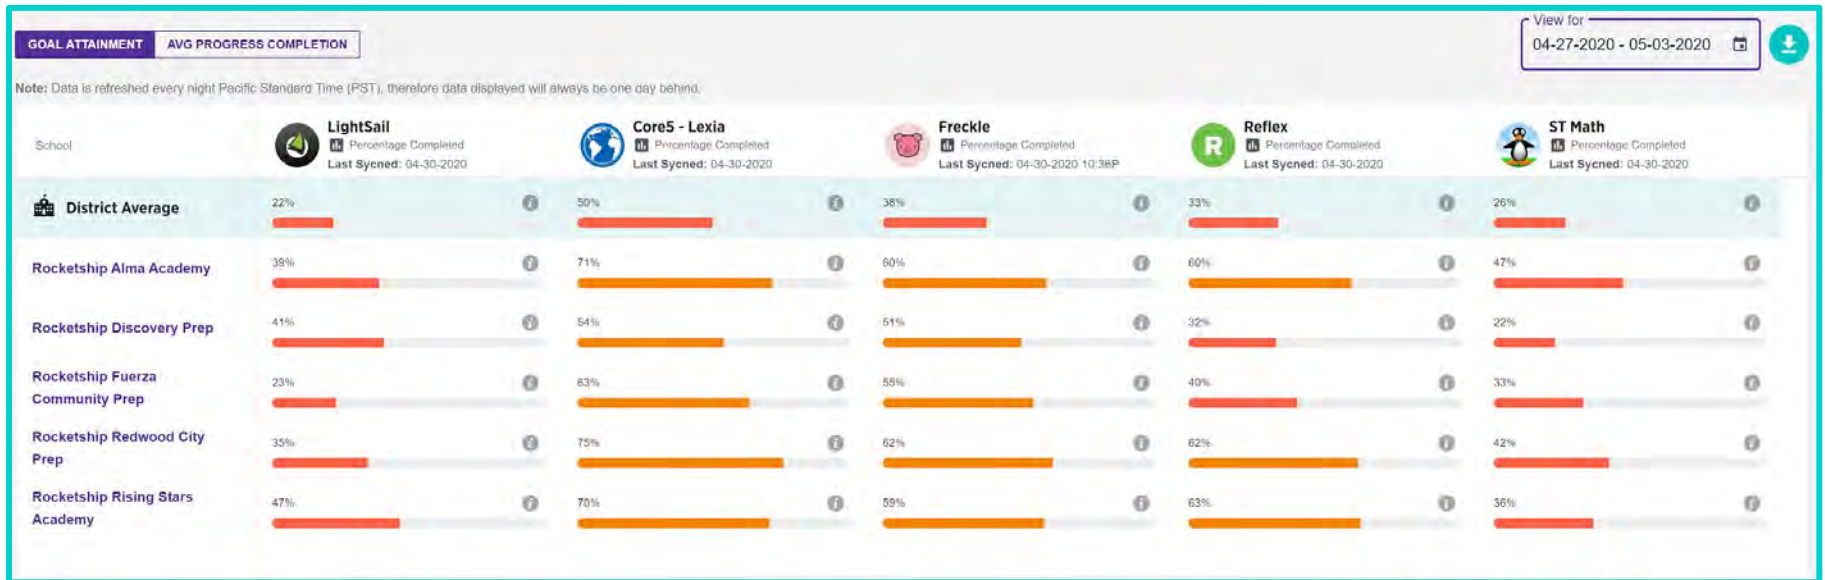 GOAL ATTAINMENT AVG PROGRESS COMPLETION
View for
04-27-2020 - 05-03-2020
Note: Data is refreshed every night Pacific Standard Time (PST), therefore data displayed will always be one day behind.
School
LightSail
Percentage Completed
Last Sycned: 04-30-2020
Core5 - Lexia
Percentage Completed
Last Sycned: 04-30-2020
Freckle
Percentage Completed
Last Sycned: 04-30-2020 10:36P
Reflex
Percentage Completed
Last Sycned: 04-30-2020
ST Math
Percentage Completed
Last Sycned: 04-30-2020
District Average
22% 50% 38% 33% 26%
Rocketship Alma Academy
39% 71% 60% 60% 47%
Rocketship Discovery Prep
41% 54% 51% 32% 22%
Rocketship Fuerza
Community Prep
23% 63% 55% 40% 33%
Rocketship Redwood City
Prep
35% 75% 62% 62% 42%
Rocketship Rising Stars
Academy
47% 70% 59% 63% 36%
R